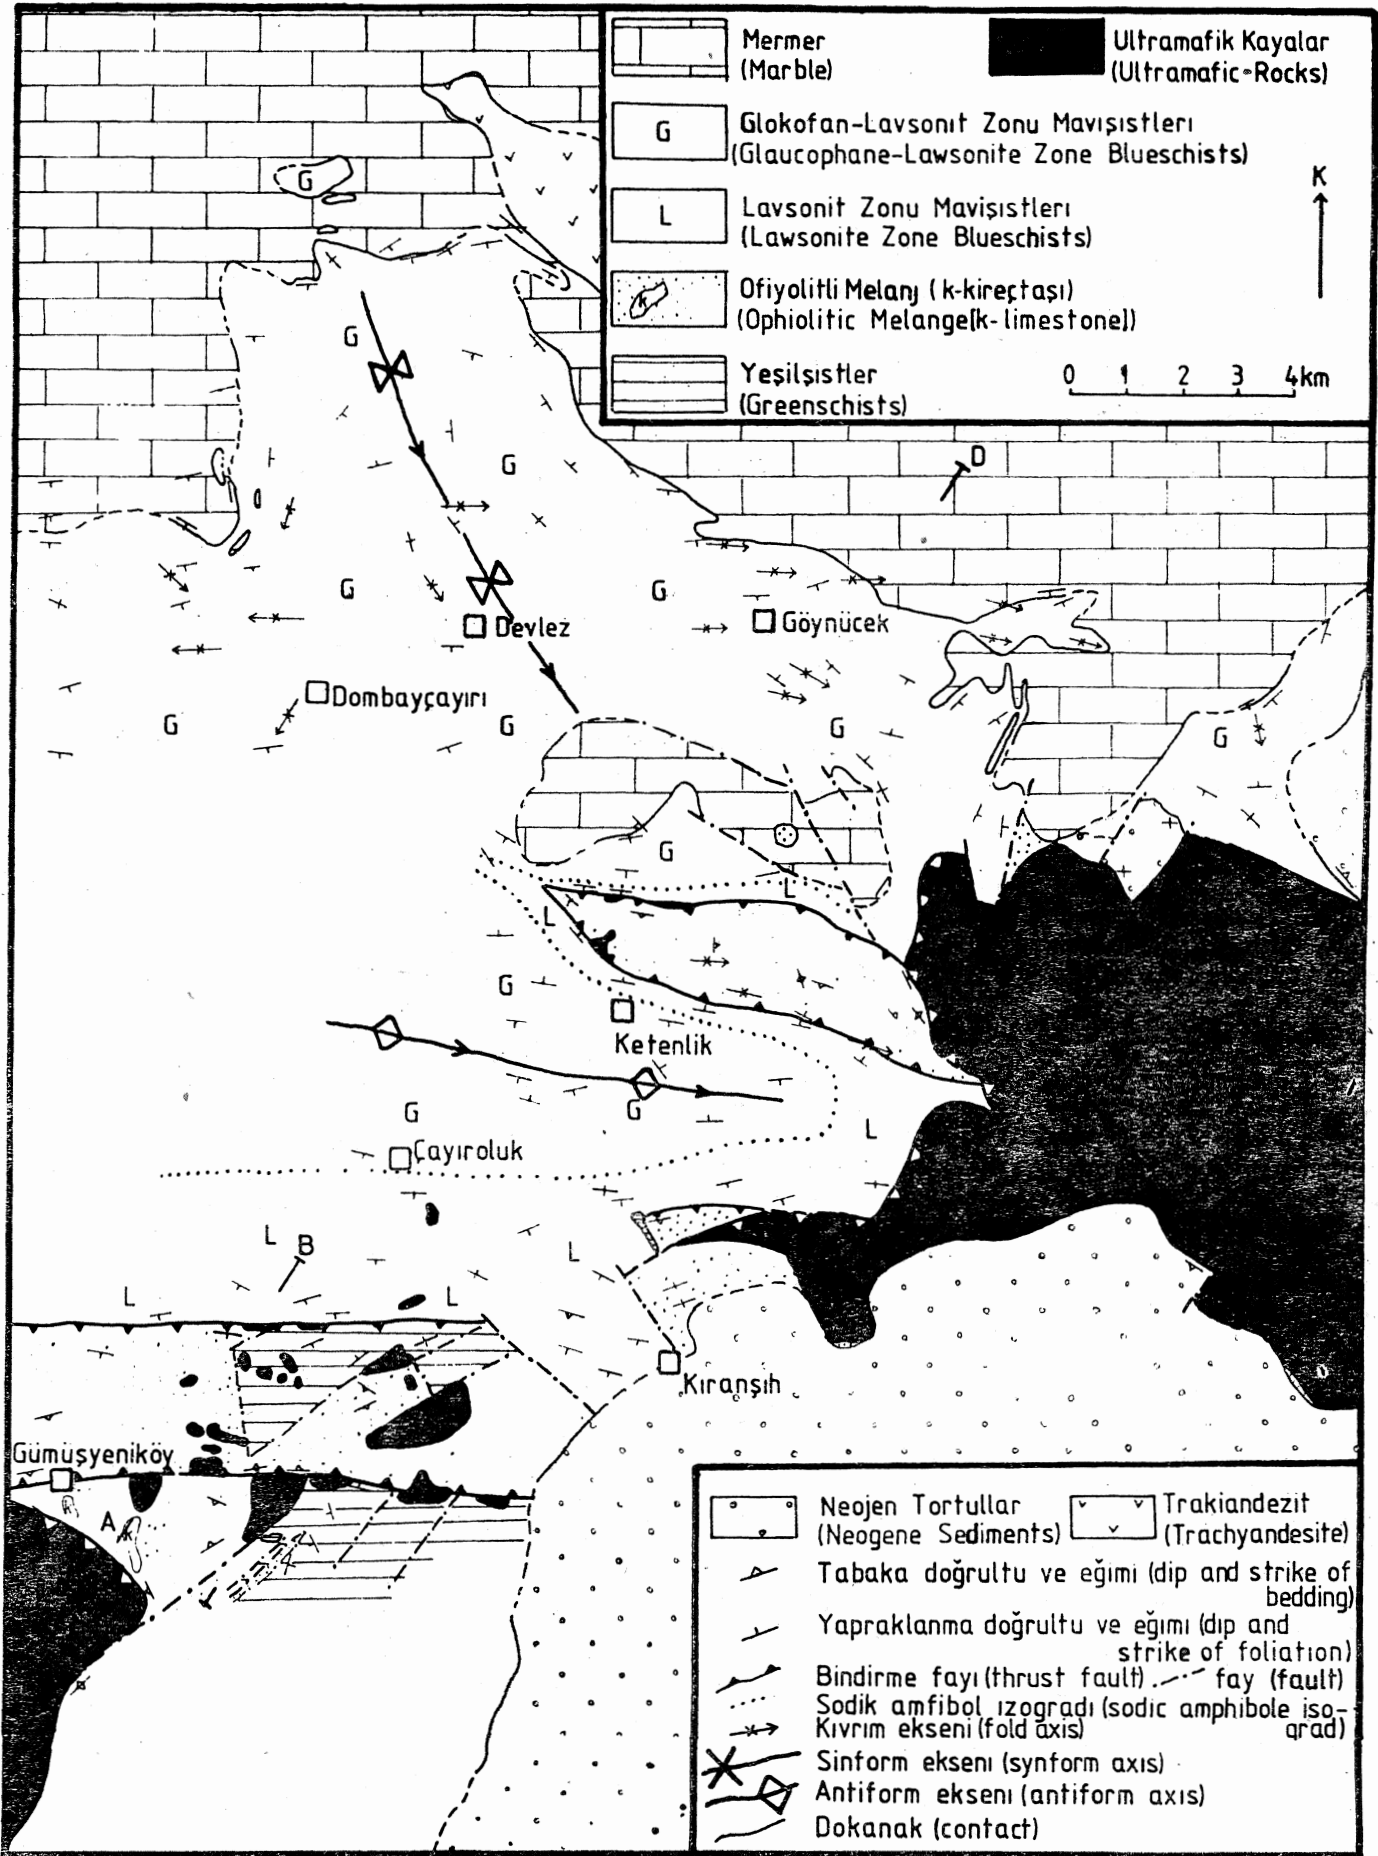 Mermer
(Marble)
Ultramafik Kayalar
(Ultramafic-Rocks)
G
Glokofan-Lavsonit Zonu Mavişistleri
(Glaucophane-Lawsonite Zone Blueschists)
K
L
Lavsonit Zonu Mavişistleri
(Lawsonite Zone Blueschists)
k
Ofiyolitli Melanj (k-kireçtaşı)
(Ophiolitic Melange[k-limestone])
Yeşilşistler
(Greenschists)
0 1 2 3 4km
G
G
G
D
G
G
Devlez
Göynücek
Dombayçayırı
G
G
G
G
G
L
L
G
Ketenlik
G
G
Çayıroluk
L
L
B
L
L
L
Kıranşıh
Gümüşyeniköy
k
A
k
Neojen Tortullar
(Neogene Sediments)
Trakiandezit
(Trachyandesite)
Tabaka doğrultu ve eğimi (dip and strike of
bedding)
Yapraklanma doğrultu ve eğimi (dip and
strike of foliation)
Bindirme fayı (thrust fault)
fay (fault)
Sodik amfibol izogradı (sodic amphibole iso-
grad)
Kıvrım ekseni (fold axis)
Sinform ekseni (synform axis)
Antiform ekseni (antiform axis)
Dokanak (contact)